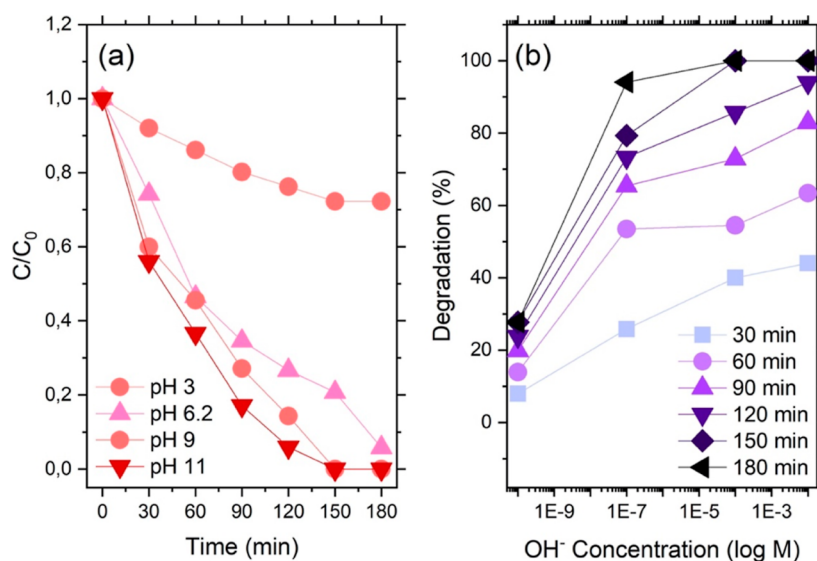 (a)
C/C0
1,2
1,0
0,8
0,6
0,4
0,2
0,0
pH 3
pH 6.2
pH 9
pH 11
0 30 60 90 120 150 180
Time (min)
(b)
Degradation (%)
100
80
60
40
20
0
30 min
60 min
90 min
120 min
150 min
180 min
1E-9 1E-7 1E-5 1E-3
OH⁻ Concentration (log M)